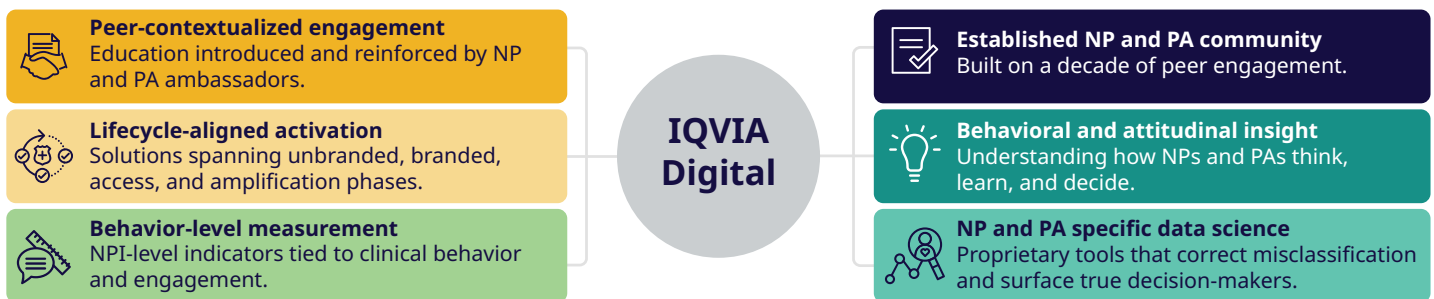 Peer-contextualized engagement
Education introduced and reinforced by NP
and PA ambassadors.
Lifecycle-aligned activation
Solutions spanning unbranded, branded,
access, and amplification phases.
Behavior-level measurement
NPI-level indicators tied to clinical behavior
and engagement.
IQVIA
Digital
Established NP and PA community
Built on a decade of peer engagement.
Behavioral and attitudinal insight
Understanding how NPs and PAs think,
learn, and decide.
NP and PA specific data science
Proprietary tools that correct misclassification
and surface true decision-makers.